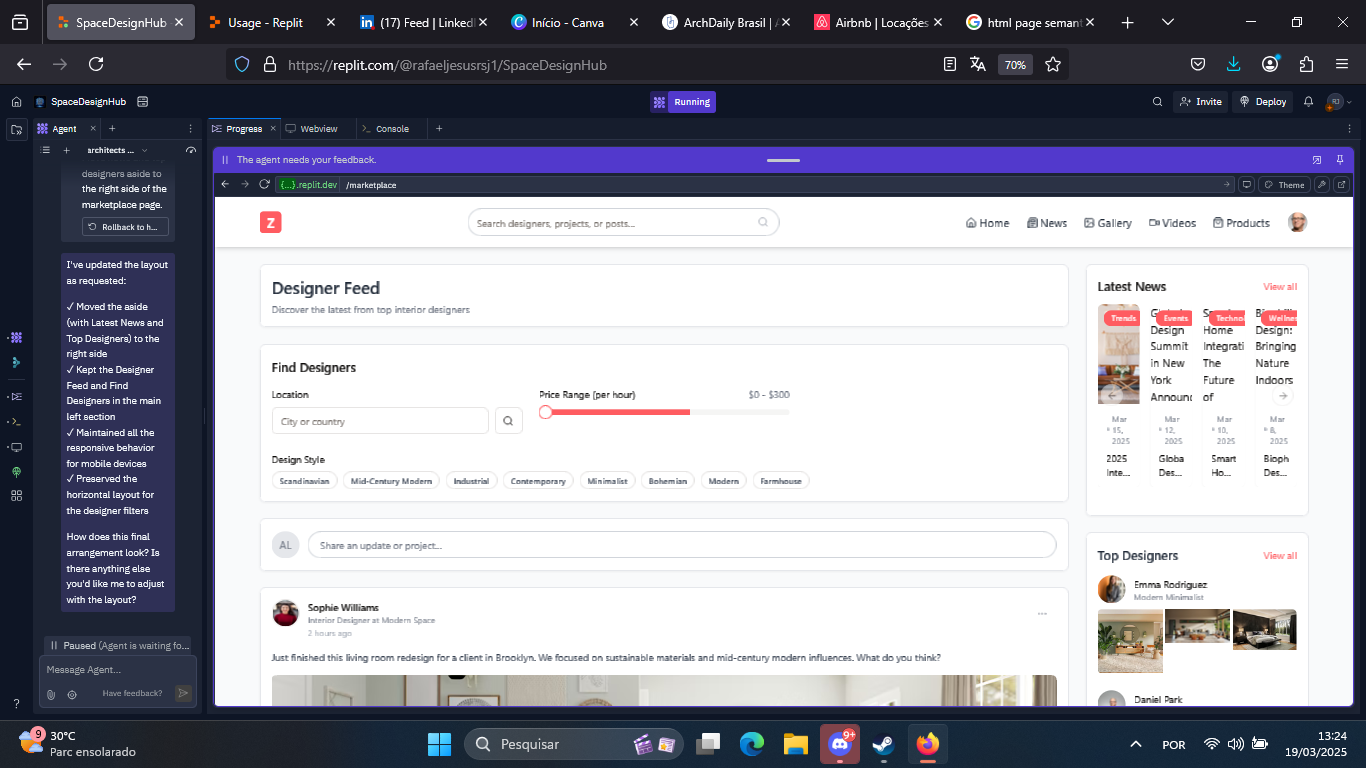 SpaceDesignHub
Usage - Replit
(17) Feed | LinkedI
Início - Canva
ArchDaily Brasil | A
Airbnb | Locações
html page semant
https://replit.com/@rafaeljesusrsj1/SpaceDesignHub
70%
SpaceDesignHub
Running
Invite
Deploy
RJ
Agent
Progress
Webview
Console
architects ...
The agent needs your feedback.
designers aside to
the right side of the
marketplace page.
Rollback to h...
{...}.replit.dev
/marketplace
Theme
I've updated the layout
as requested:
✓ Moved the aside
(with Latest News and
Top Designers) to the
right side
✓ Kept the Designer
Feed and Find
Designers in the main
left section
✓ Maintained all the
responsive behavior
for mobile devices
✓ Preserved the
horizontal layout for
the designer filters
How does this final
arrangement look? Is
there anything else
you'd like me to adjust
with the layout?
Paused (Agent is waiting fo...
Message Agent...
Have feedback?
Z
Search designers, projects, or posts...
Home
News
Gallery
Videos
Products
Designer Feed
Discover the latest from top interior designers
Find Designers
Location
City or country
Price Range (per hour)
$0 - $300
Design Style
Scandinavian
Mid-Century Modern
Industrial
Contemporary
Minimalist
Bohemian
Modern
Farmhouse
AL
Share an update or project...
Sophie Williams
Interior Designer at Modern Space
2 hours ago
Just finished this living room redesign for a client in Brooklyn. We focused on sustainable materials and mid-century modern influences. What do you think?
Latest News
View all
Trends
Events
Design
Summit
in New
York
Announc
Mar
15,
2025
2025
Inte...
Mar
12,
2025
Globa
Des...
Techno
Home
Integrati
The
Future
of
Mar
10,
2025
Smart
Ho...
Wellnes
Design:
Bringing
Nature
Indoors
Mar
8,
2025
Bioph
Des...
Top Designers
View all
Emma Rodriguez
Modern Minimalist
Daniel Park
9
30°C
Parc ensolarado
Pesquisar
9+
POR
13:24
19/03/2025